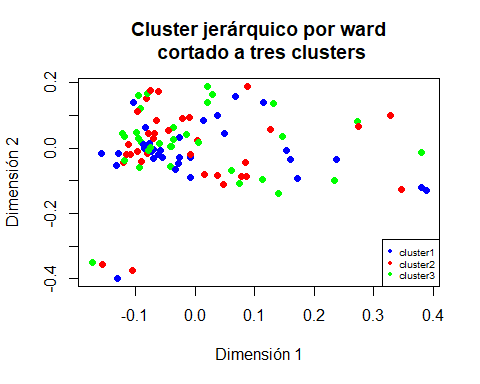 Cluster jerárquico por ward
cortado a tres clusters
Dimensión 2
0.2
0.0
-0.2
-0.4
-0.1 0.0 0.1 0.2 0.3 0.4
Dimensión 1
cluster1
cluster2
cluster3